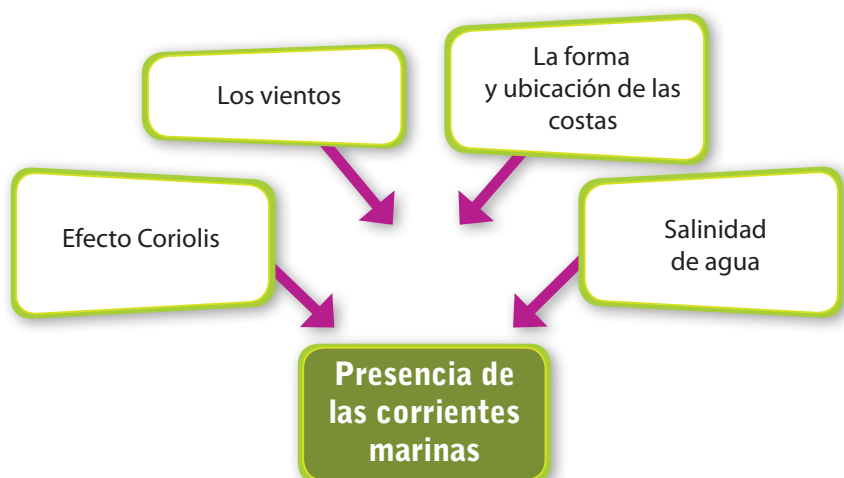 Los vientos
La forma
y ubicación de las
costas
Efecto Coriolis
Salinidad
de agua
Presencia de
las corrientes
marinas